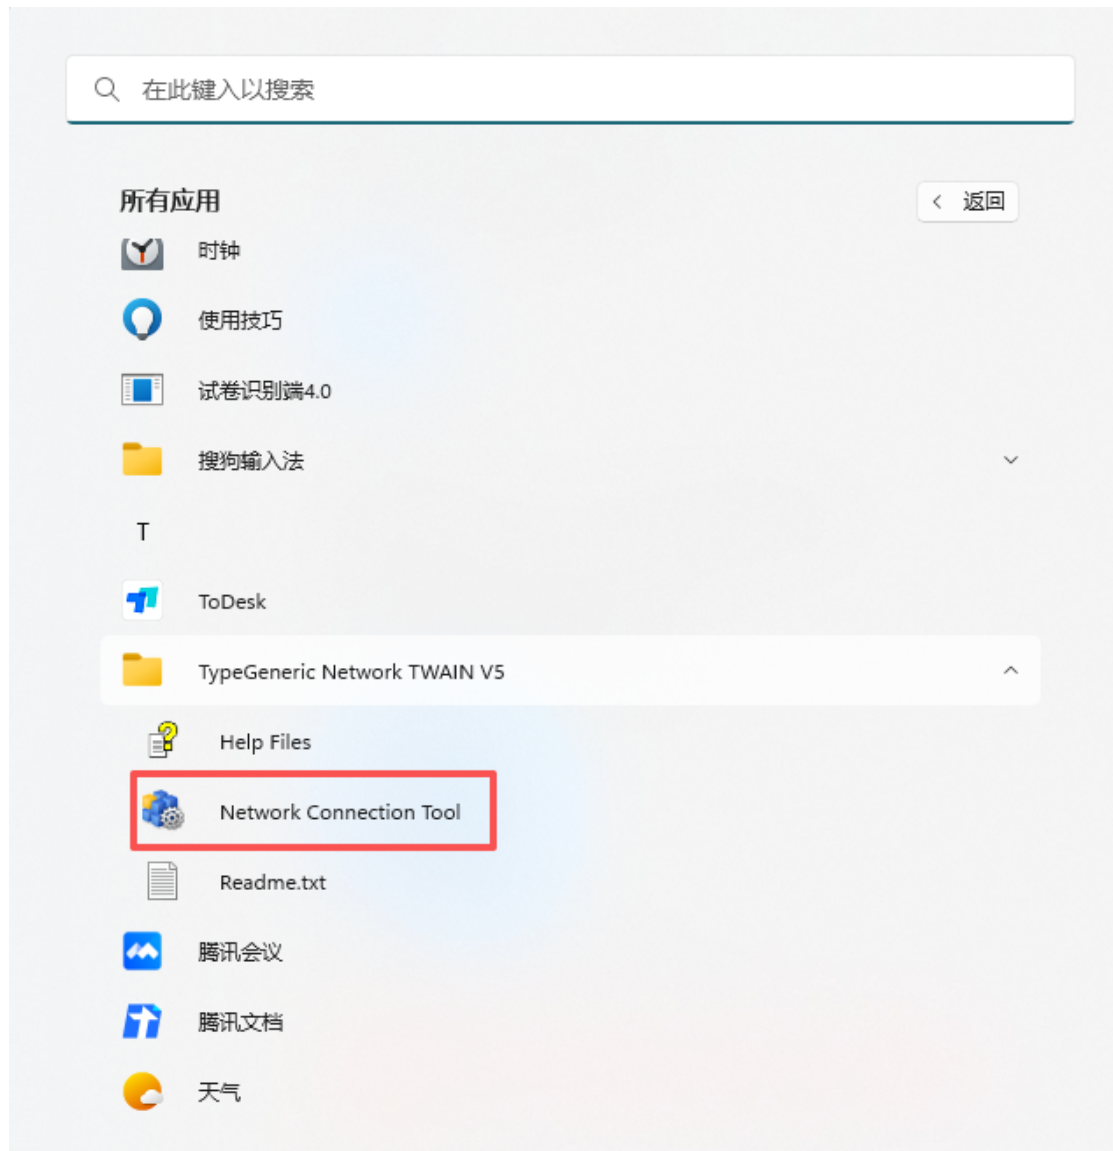 在此键入以搜索
所有应用
返回
时钟
使用技巧
试卷识别端4.0
搜狗输入法
T
ToDesk
TypeGeneric Network TWAIN V5
Help Files
Network Connection Tool
Readme.txt
腾讯会议
腾讯文档
天气